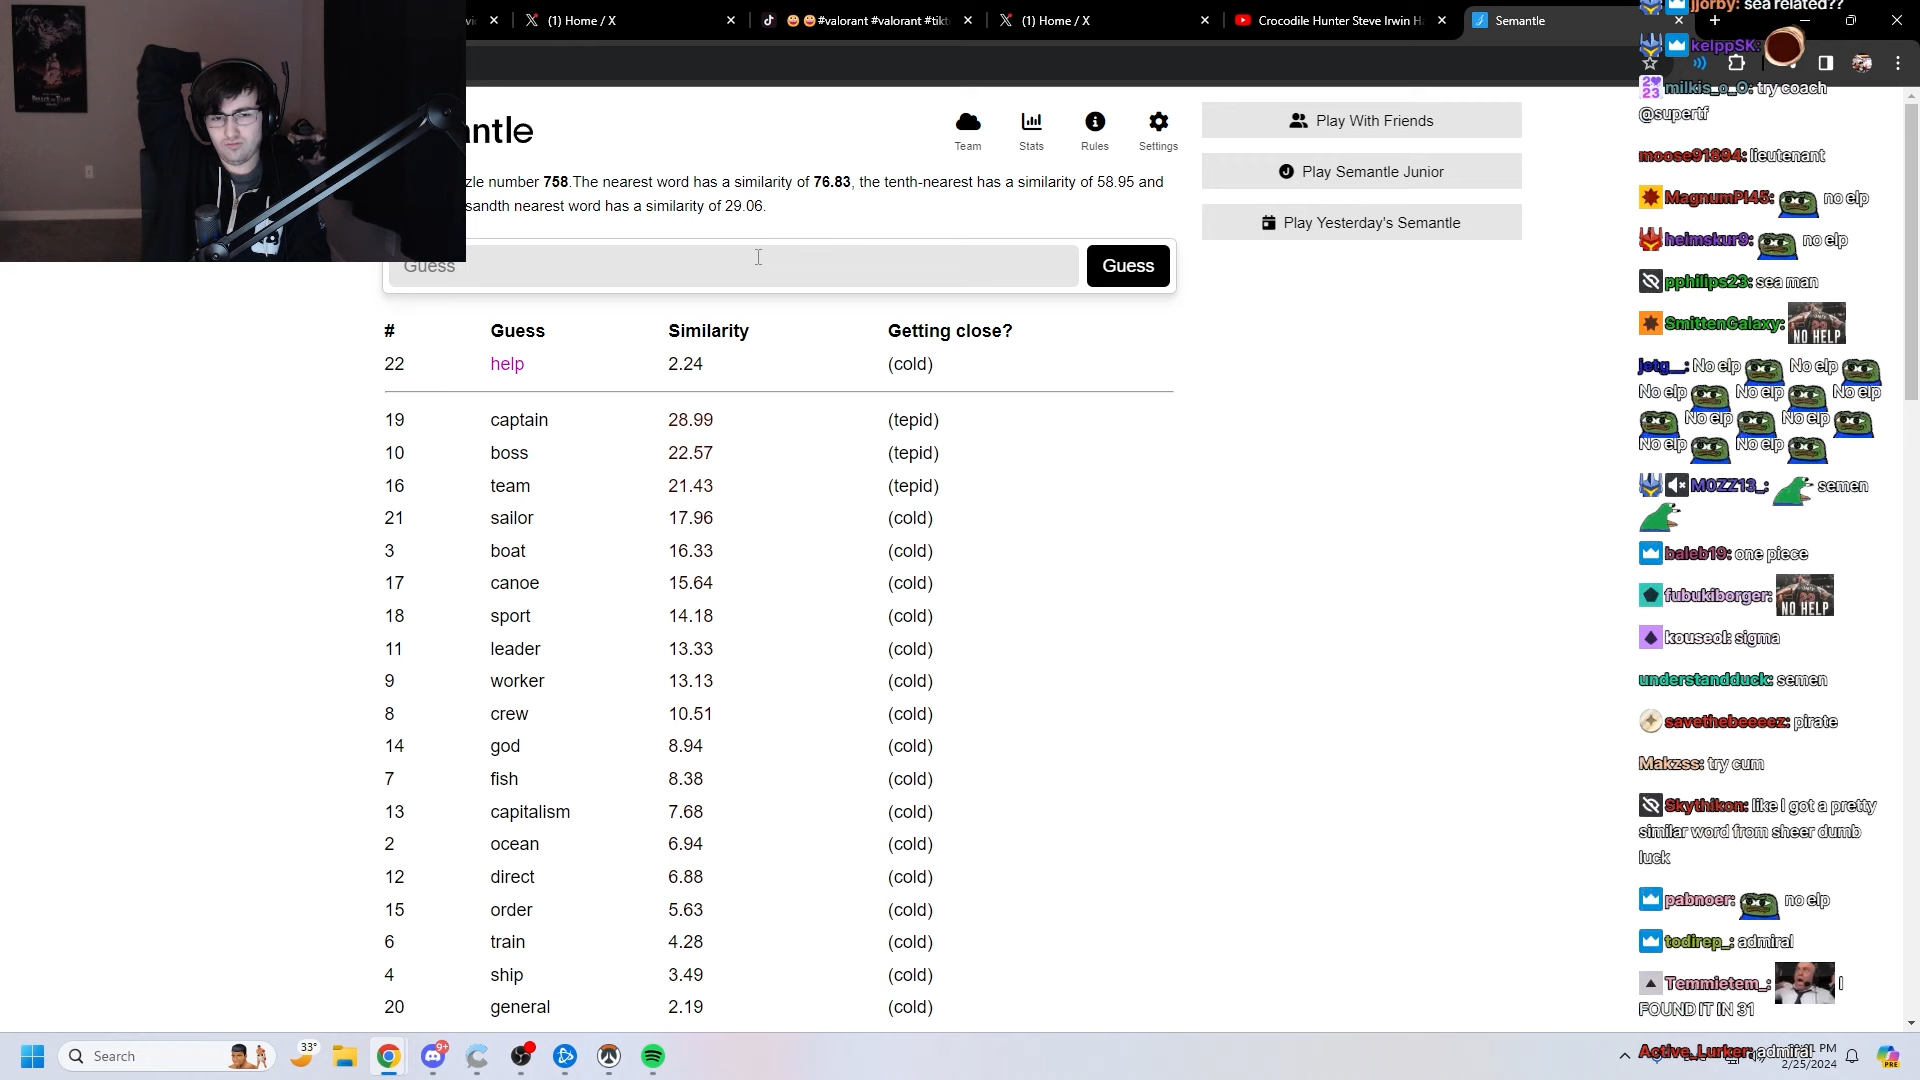 (1) Home / X
#valorant #valorant #tikt
(1) Home / X
Crocodile Hunter Steve Irwin H
Semantle
antle
Team
Stats
Rules
Settings
zle number 758.The nearest word has a similarity of 76.83, the tenth-nearest has a similarity of 58.95 and
sandth nearest word has a similarity of 29.06.
Guess
Guess
Play With Friends
Play Semantle Junior
Play Yesterday's Semantle
# Guess Similarity Getting close?
22 help 2.24 (cold)
19 captain 28.99 (tepid)
10 boss 22.57 (tepid)
16 team 21.43 (tepid)
21 sailor 17.96 (cold)
3 boat 16.33 (cold)
17 canoe 15.64 (cold)
18 sport 14.18 (cold)
11 leader 13.33 (cold)
9 worker 13.13 (cold)
8 crew 10.51 (cold)
14 god 8.94 (cold)
7 fish 8.38 (cold)
13 capitalism 7.68 (cold)
2 ocean 6.94 (cold)
12 direct 6.88 (cold)
15 order 5.63 (cold)
6 train 4.28 (cold)
4 ship 3.49 (cold)
20 general 2.19 (cold)
jjorby: sea related??
kelppSK:
milkis_o_O: try coach
@supertf
moose91894: lieutenant
MagnumPI45: no elp
heimskur9: no elp
pphilips23: sea man
SmittenGalaxy: NO HELP
jetg__: No elp No elp
No elp No elp No elp
No elp No elp
No elp No elp
M0ZZ13_: semen
baleb19: one piece
fubukiborger: NO HELP
kouseol: sigma
understandduck: semen
savethebeeeez: pirate
Makzss: try cum
Skythikon: like I got a pretty
similar word from sheer dumb
luck
pabnoer: no elp
todirep_: admiral
Temmietem_: I
FOUND IT IN 31
Active_Lurker: admiral
Search
33°
9+
PM
2/25/2024
PRE